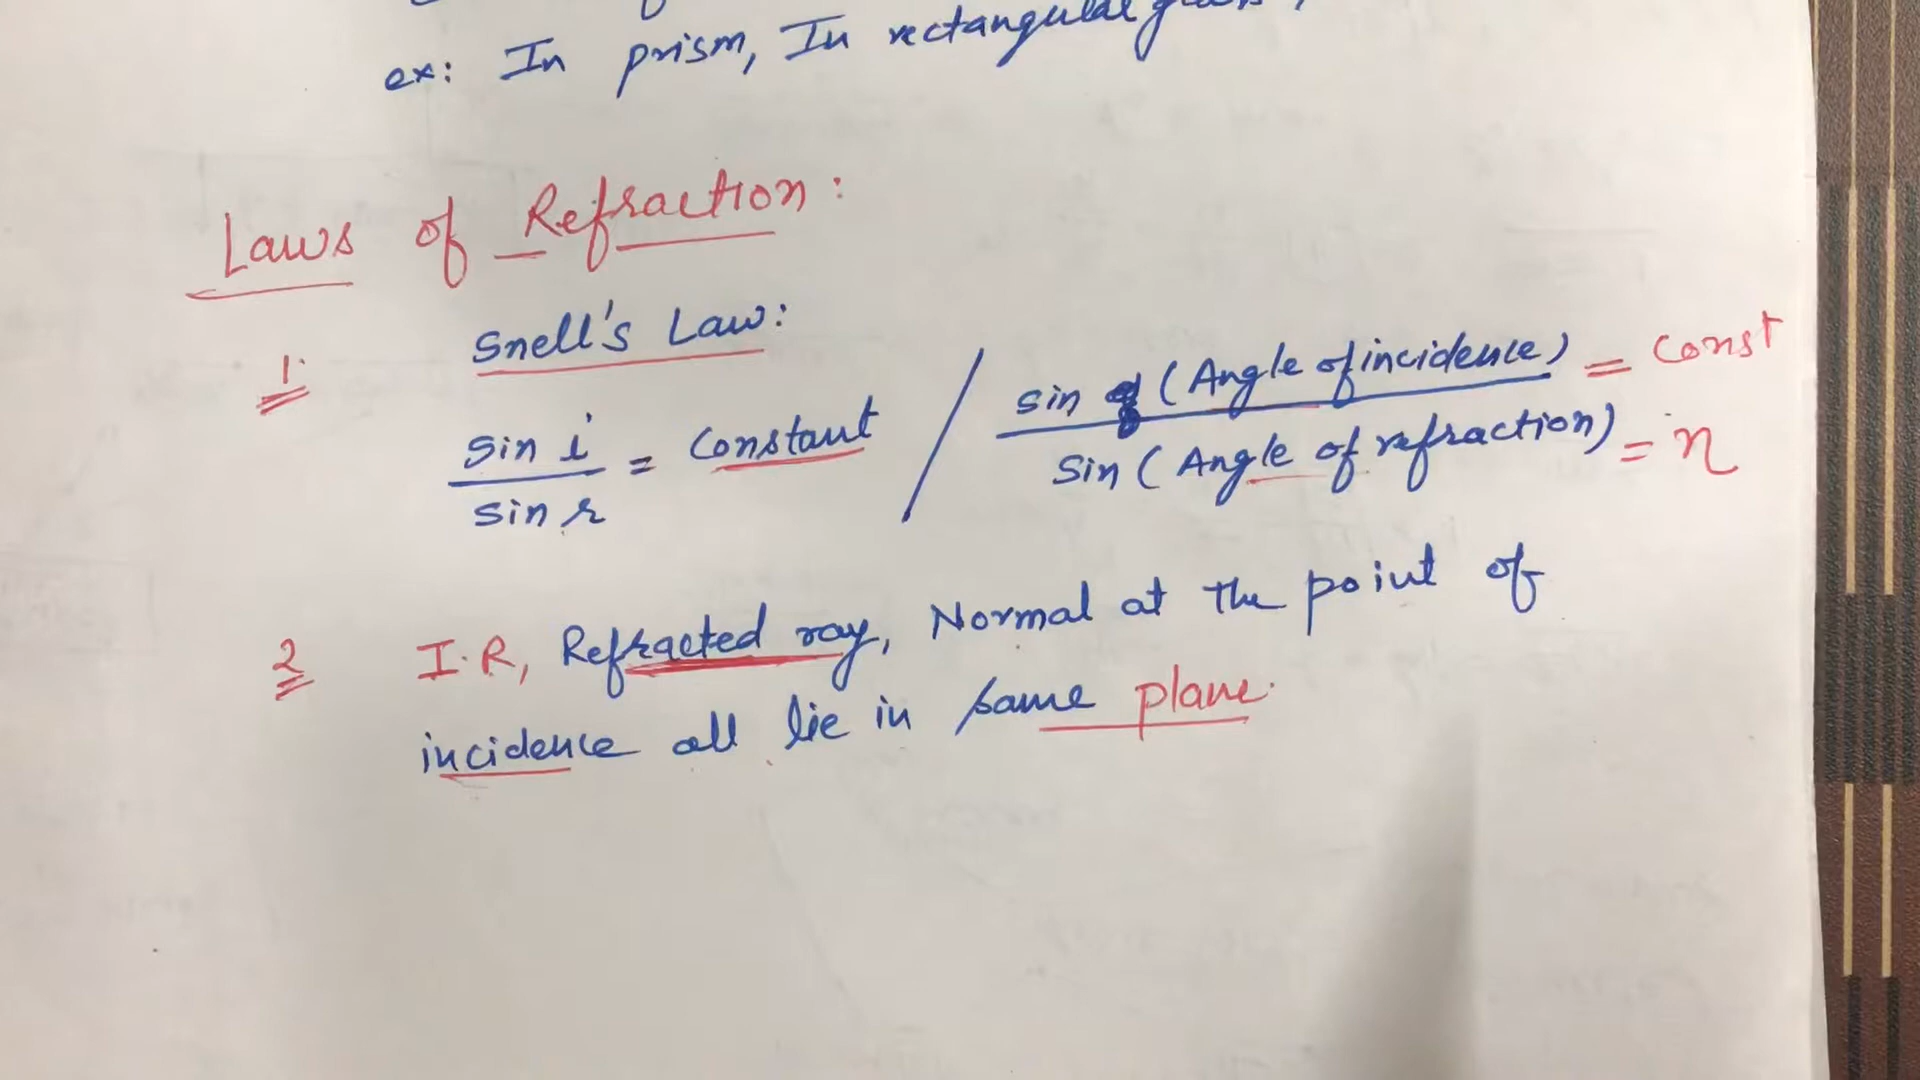 ex: In prism, In rectangular
Laws of Refraction:
1. Snell's Law:
sin i / sin r = Constant / sin (Angle of incidence) / sin (Angle of refraction) = const = n
2 I.R, Refracted ray, Normal at the point of
incidence all lie in same plane.